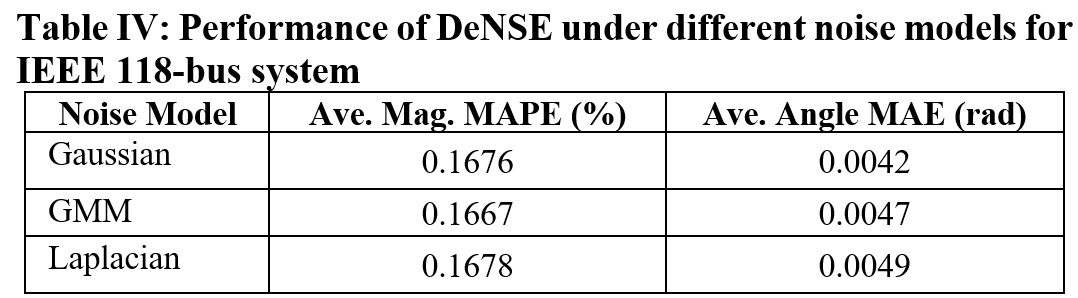 Table IV: Performance of DeNSE under different noise models for
IEEE 118-bus system
Noise Model Ave. Mag. MAPE (%) Ave. Angle MAE (rad)
Gaussian 0.1676 0.0042
GMM 0.1667 0.0047
Laplacian 0.1678 0.0049